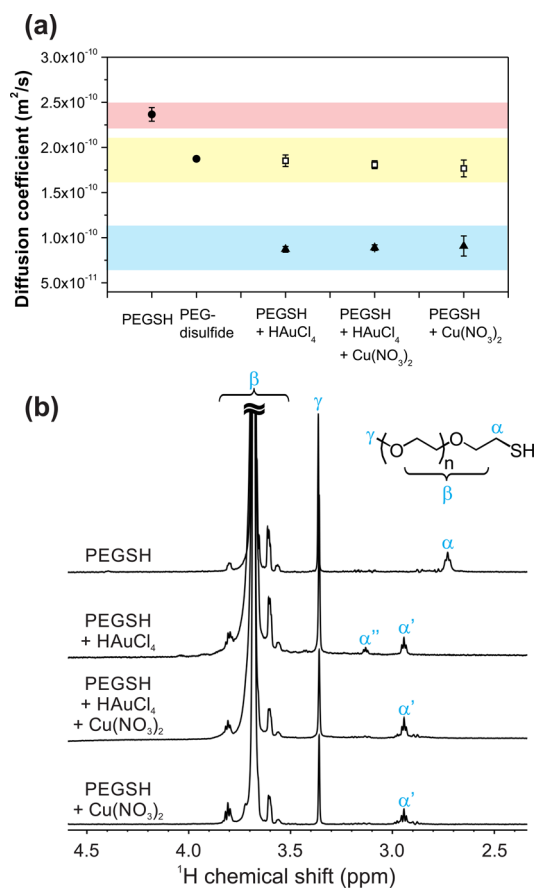 (a)
Diffusion coefficient (m²/s)
3.0x10⁻¹⁰
2.5x10⁻¹⁰
2.0x10⁻¹⁰
1.5x10⁻¹⁰
1.0x10⁻¹⁰
5.0x10⁻¹¹
PEGSH
PEG-
disulfide
PEGSH
+ HAuCl₄
PEGSH
+ HAuCl₄
+ Cu(NO₃)₂
PEGSH
+ Cu(NO₃)₂
(b)
β
γ
α
γ
O
n
O
SH
β
PEGSH
α
PEGSH
+ HAuCl₄
α''
α'
PEGSH
+ HAuCl₄
+ Cu(NO₃)₂
α'
PEGSH
+ Cu(NO₃)₂
α'
4.5
4.0
3.5
3.0
2.5
¹H chemical shift (ppm)